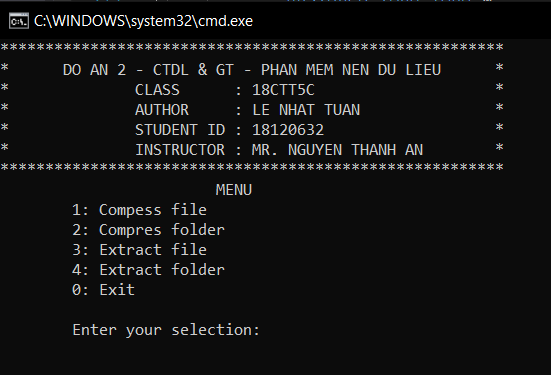 C:\WINDOWS\system32\cmd.exe
********************************************************
* DO AN 2 - CTDL & GT - PHAN MEM NEN DU LIEU *
* CLASS : 18CTT5C *
* AUTHOR : LE NHAT TUAN *
* STUDENT ID : 18120632 *
* INSTRUCTOR : MR. NGUYEN THANH AN *
********************************************************
MENU
1: Compess file
2: Compres folder
3: Extract file
4: Extract folder
0: Exit
Enter your selection: